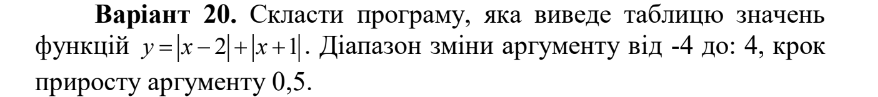 Варіант 20. Скласти програму, яка виведе таблицю значень
функцій y=|x−2|+|x+1|. Діапазон зміни аргументу від -4 до: 4, крок
приросту аргументу 0,5.